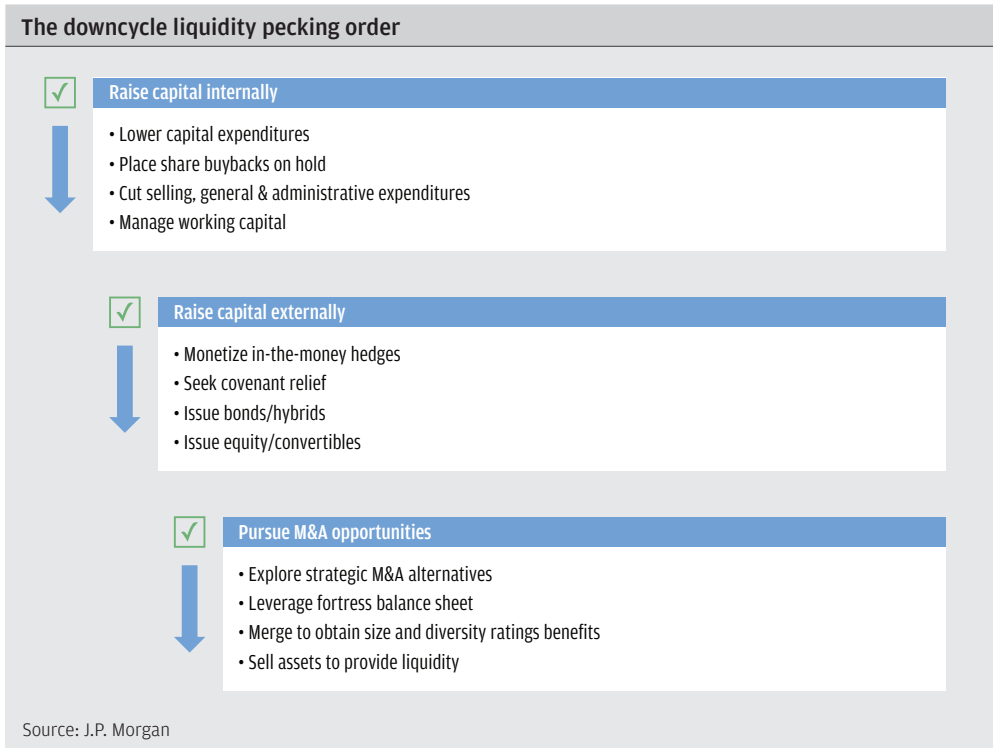 The downcycle liquidity pecking order
Raise capital internally
• Lower capital expenditures
• Place share buybacks on hold
• Cut selling, general & administrative expenditures
• Manage working capital
Raise capital externally
• Monetize in-the-money hedges
• Seek covenant relief
• Issue bonds/hybrids
• Issue equity/convertibles
Pursue M&A opportunities
• Explore strategic M&A alternatives
• Leverage fortress balance sheet
• Merge to obtain size and diversity ratings benefits
• Sell assets to provide liquidity
Source: J.P. Morgan